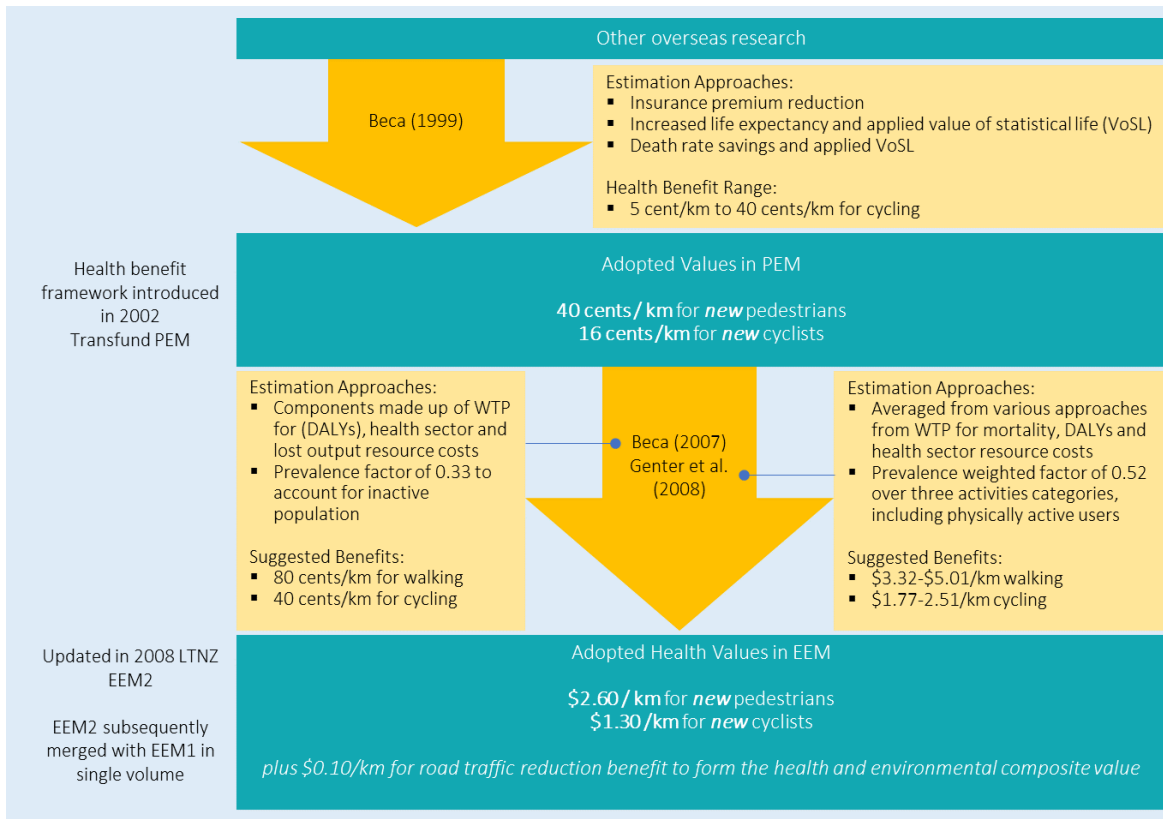 Other overseas research
Beca (1999)
Estimation Approaches:
▪ Insurance premium reduction
▪ Increased life expectancy and applied value of statistical life (VoSL)
▪ Death rate savings and applied VoSL
Health Benefit Range:
▪ 5 cent/km to 40 cents/km for cycling
Health benefit
framework introduced
in 2002
Transfund PEM
Adopted Values in PEM
40 cents/ km for new pedestrians
16 cents/km for new cyclists
Estimation Approaches:
▪ Components made up of WTP
for (DALYs), health sector and
lost output resource costs
▪ Prevalence factor of 0.33 to
account for inactive
population
Suggested Benefits:
▪ 80 cents/km for walking
▪ 40 cents/km for cycling
Beca (2007)
Genter et al.
(2008)
Estimation Approaches:
▪ Averaged from various approaches
from WTP for mortality, DALYs and
health sector resource costs
▪ Prevalence weighted factor of 0.52
over three activities categories,
including physically active users
Suggested Benefits:
▪ $3.32-$5.01/km walking
▪ $1.77-2.51/km cycling
Updated in 2008 LTNZ
EEM2
EEM2 subsequently
merged with EEM1 in
single volume
Adopted Health Values in EEM
$2.60/ km for new pedestrians
$1.30/km for new cyclists
plus $0.10/km for road traffic reduction benefit to form the health and environmental composite value